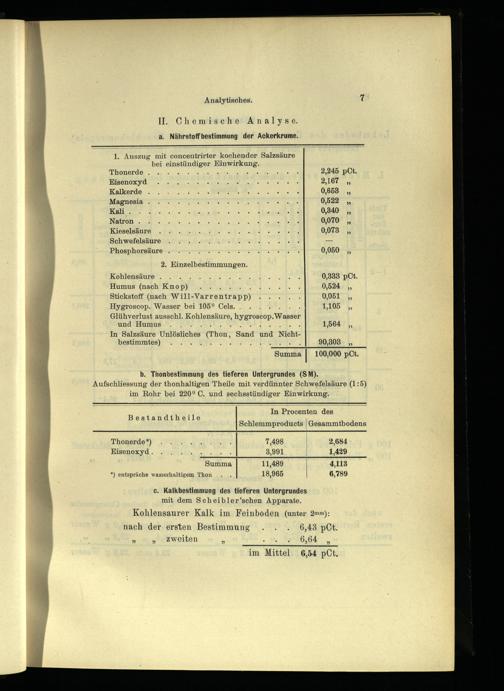 Analytisches. 7
II. Chemische Analyse.
a. Nährstoffbestimmung der Ackerkrume.
1. Auszug mit concentrirter kochender Salzsäure
bei einstündiger Einwirkung.
Thonerde . . . . . . . . . . . . . 2,245 pCt.
Eisenoxyd . . . . . . . . . . . . . 2,167 „
Kalkerde . . . . . . . . . . . . . 0,653 „
Magnesia . . . . . . . . . . . . . 0,522 „
Kali . . . . . . . . . . . . . . . 0,340 „
Natron . . . . . . . . . . . . . . 0,070 „
Kieselsäure . . . . . . . . . . . . 0,073 „
Schwefelsäure . . . . . . . . . . . —
Phosphorsäure . . . . . . . . . . . 0,050 „
2. Einzelbestimmungen.
Kohlensäure . . . . . . . . . . . . 0,333 pCt.
Humus (nach Knop) . . . . . . . . 0,524 „
Stickstoff (nach Will-Varrentrapp) . . . . . 0,051 „
Hygroscop. Wasser bei 105° Cels. . . . . . . 1,105 „
Glühverlust ausschl. Kohlensäure, hygroscop. Wasser
und Humus . . . . . . . . . . . 1,564 „
In Salzsäure Unlösliches (Thon, Sand und Nicht-
bestimmtes) . . . . . . . . . . 90,303 „
Summa 100,000 pCt.
b. Thonbestimmung des tieferen Untergrundes (SM).
Aufschliessung der thonhaltigen Theile mit verdünnter Schwefelsäure (1:5)
im Rohr bei 220° C. und sechsstündiger Einwirkung.
Bestandtheile In Procenten des
Schlemmproducts Gesammtbodens
Thonerde*) . . . . . . . 7,498 2,684
Eisenoxyd . . . . . . . 3,991 1,429
Summa 11,489 4,113
*) entspräche wasserhaltigem Thon . . . 18,965 6,789
c. Kalkbestimmung des tieferen Untergrundes
mit dem Scheibler'schen Apparate.
Kohlensaurer Kalk im Feinboden (unter 2mm):
nach der ersten Bestimmung . . . 6,43 pCt.
„ „ zweiten „ . . . 6,64 „
im Mittel 6,54 pCt.